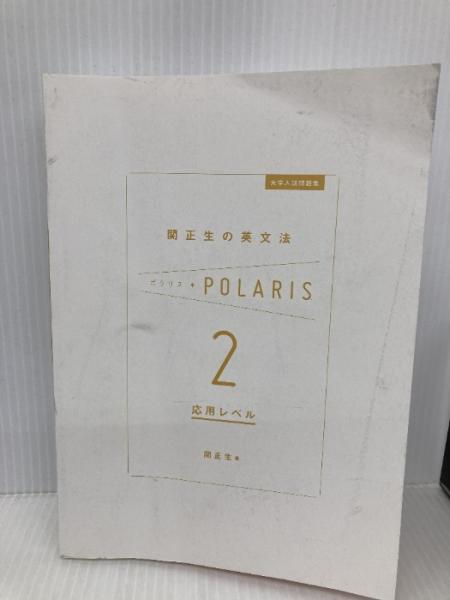 大学入試問題集
関正生の英文法
ポラリス+ POLARIS
2
応用レベル
関正生 著